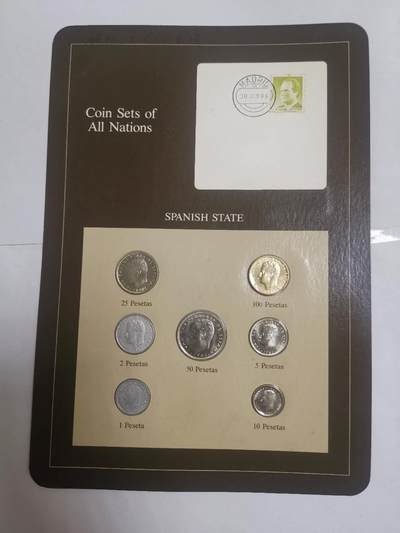 Coin Sets of
All Nations
MADRID
SPANISH STATE
25 Pesetas
100 Pesetas
2 Pesetas
50 Pesetas
5 Pesetas
1 Peseta
10 Pesetas